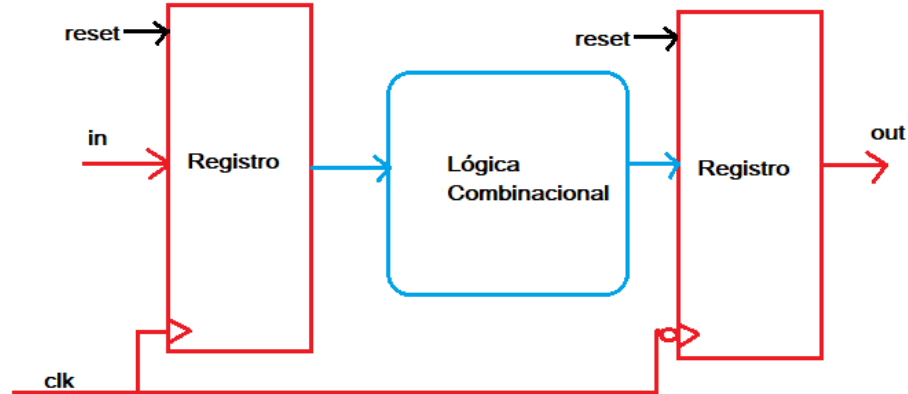 reset
reset
in
Registro
Lógica
Combinacional
Registro
out
clk